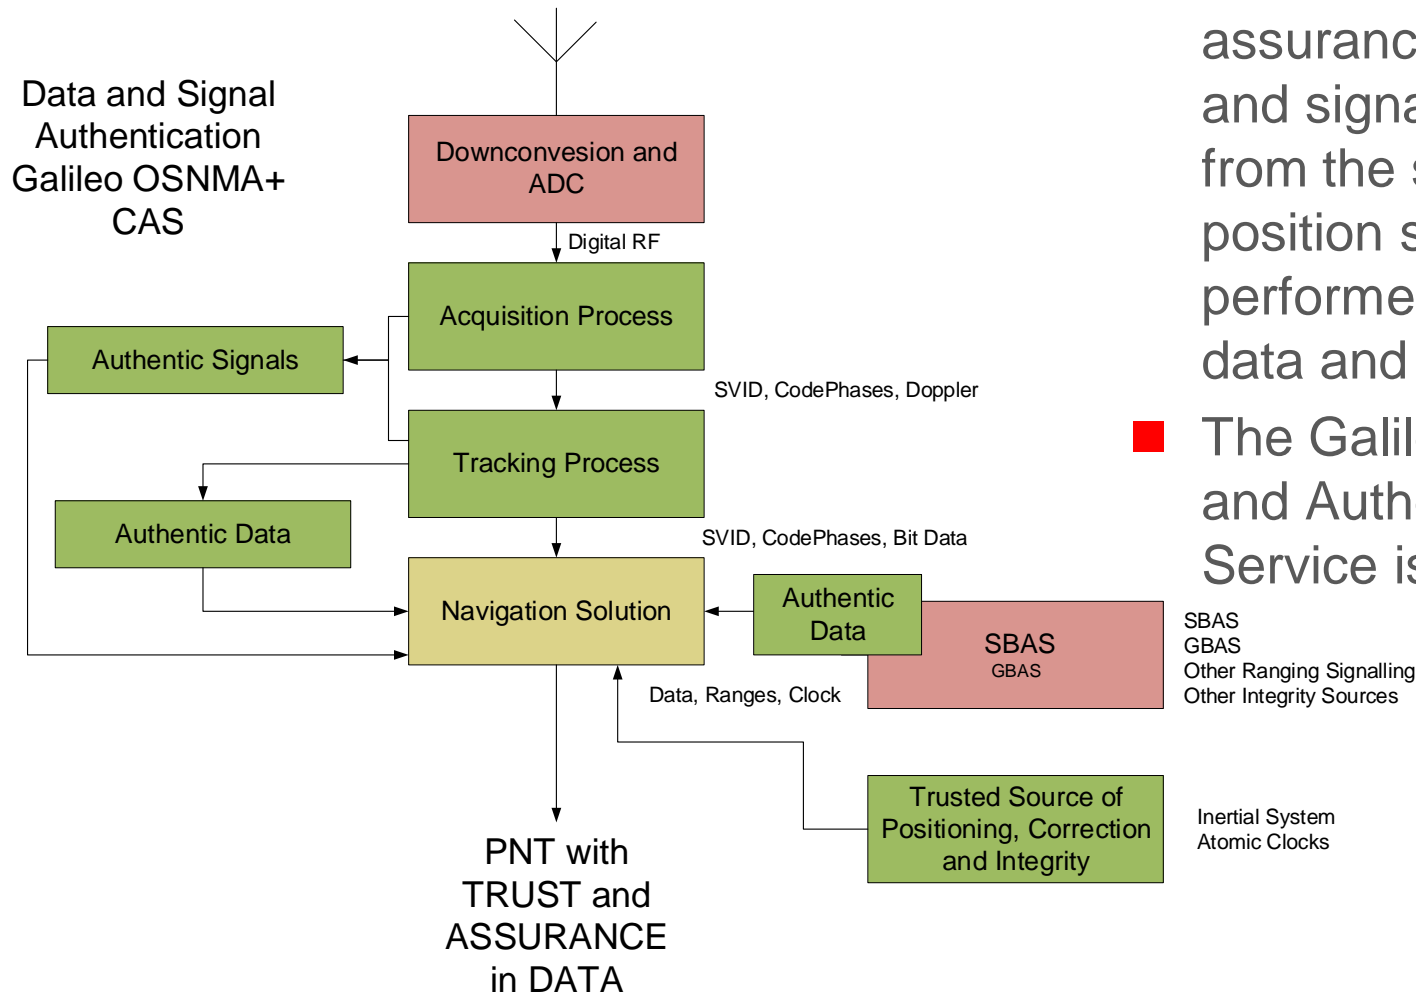 Data and Signal
Authentication
Galileo OSNMA+
CAS
Downconvesion and
ADC
Digital RF
Acquisition Process
Authentic Signals
SVID, CodePhases, Doppler
Tracking Process
Authentic Data
SVID, CodePhases, Bit Data
Navigation Solution
Authentic
Data
SBAS
GBAS
SBAS
GBAS
Other Ranging Signalling
Other Integrity Sources
Data, Ranges, Clock
Trusted Source of
Positioning, Correction
and Integrity
Inertial System
Atomic Clocks
PNT with
TRUST and
ASSURANCE
in DATA
assuranc
and signa
from the s
position s
performe
data and
The Galil
and Auth
Service is